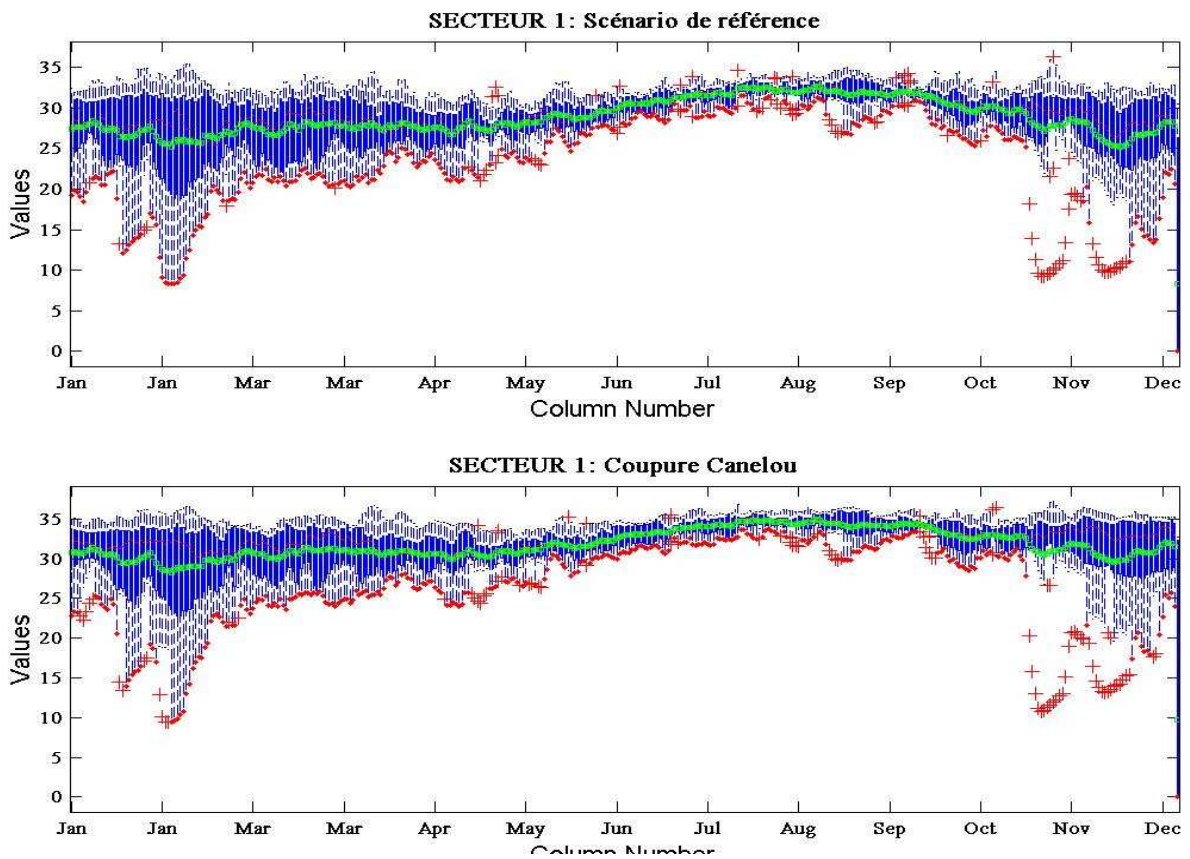 SECTEUR 1: Scénario de référence
Values
35
30
25
20
15
10
5
0
Jan Jan Mar Mar Apr May Jun Jul Aug Sep Oct Nov Dec
Column Number
SECTEUR 1: Coupure Canelou
Values
35
30
25
20
15
10
5
0
Jan Jan Mar Mar Apr May Jun Jul Aug Sep Oct Nov Dec
Column Number